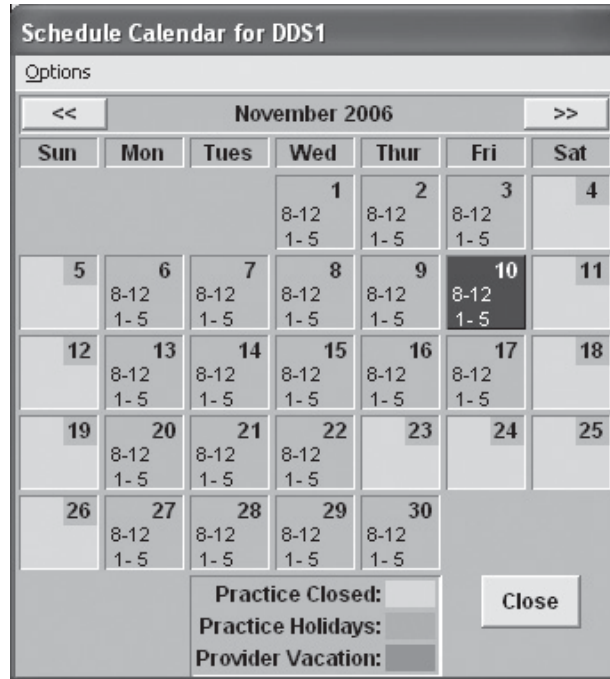 Schedule Calendar for DDS1
Options
<< November 2006 >>
Sun Mon Tues Wed Thur Fri Sat
1 2 3 4
8-12 8-12 8-12
1- 5 1- 5 1- 5
5 6 7 8 9 10 11
8-12 8-12 8-12 8-12 8-12
1- 5 1- 5 1- 5 1- 5 1- 5
12 13 14 15 16 17 18
8-12 8-12 8-12 8-12 8-12
1- 5 1- 5 1- 5 1- 5 1- 5
19 20 21 22 23 24 25
8-12 8-12 8-12
1- 5 1- 5 1- 5
26 27 28 29 30
8-12 8-12 8-12 8-12
1- 5 1- 5 1- 5 1- 5
Practice Closed:
Practice Holidays:
Provider Vacation:
Close